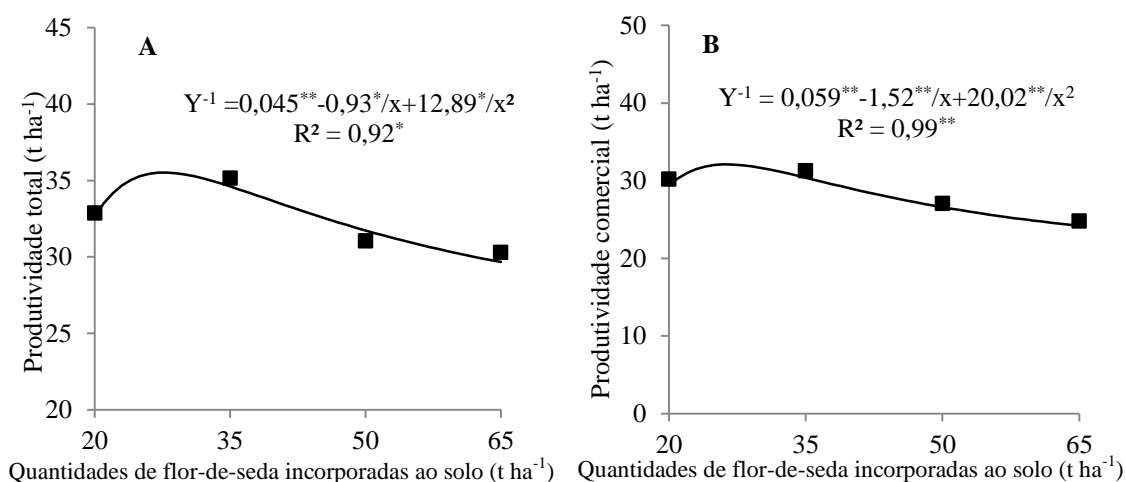 A
Produtividade total (t ha⁻¹)
45
40
35
30
25
20
Y⁻¹ =0,045**-0,93*/x+12,89*/x²
R² = 0,92*
20 35 50 65
Quantidades de flor-de-seda incorporadas ao solo (t ha⁻¹)
B
Produtividade comercial (t ha⁻¹)
50
40
30
20
10
0
Y⁻¹ = 0,059**-1,52**/x+20,02**/x²
R² = 0,99**
20 35 50 65
Quantidades de flor-de-seda incorporadas ao solo (t ha⁻¹)